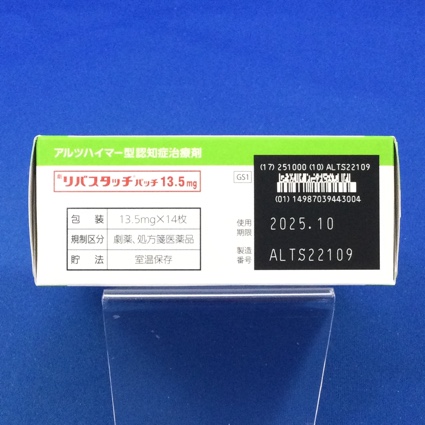 アルツハイマー型認知症治療剤
®リバスタッチ パッチ 13.5mg
包装 13.5mg×14枚
規制区分 劇薬、処方箋医薬品
貯法 室温保存
GS1
(17) 251000 (10) ALTS22109
(01) 14987039443004
使用期限 2025.10
製造番号 ALTS22109